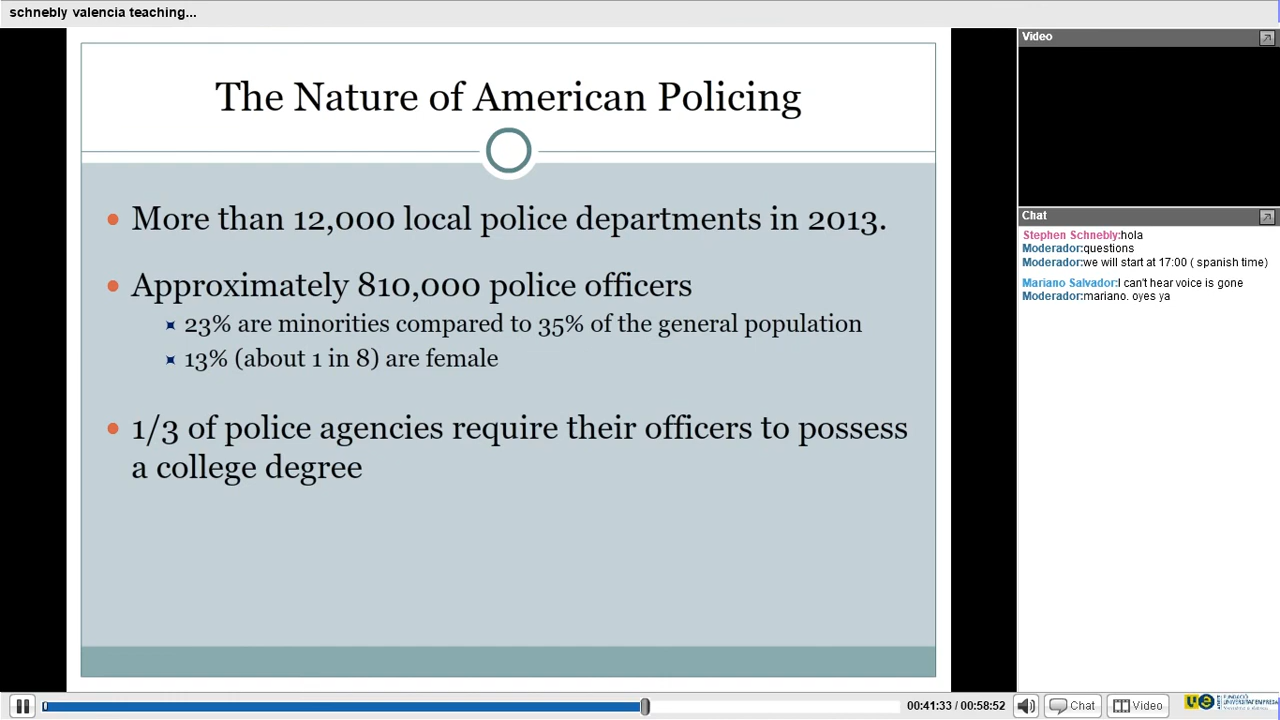 schnebly valencia teaching...
The Nature of American Policing
More than 12,000 local police departments in 2013.
Approximately 810,000 police officers
23% are minorities compared to 35% of the general population
13% (about 1 in 8) are female
1/3 of police agencies require their officers to possess
a college degree
Video
Chat
Stephen Schnebly:hola
Moderador:questions
Moderador:we will start at 17:00 ( spanish time)
Mariano Salvador:I can't hear voice is gone
Moderador:mariano. oyes ya
00:41:33 / 00:58:52
Chat
Video